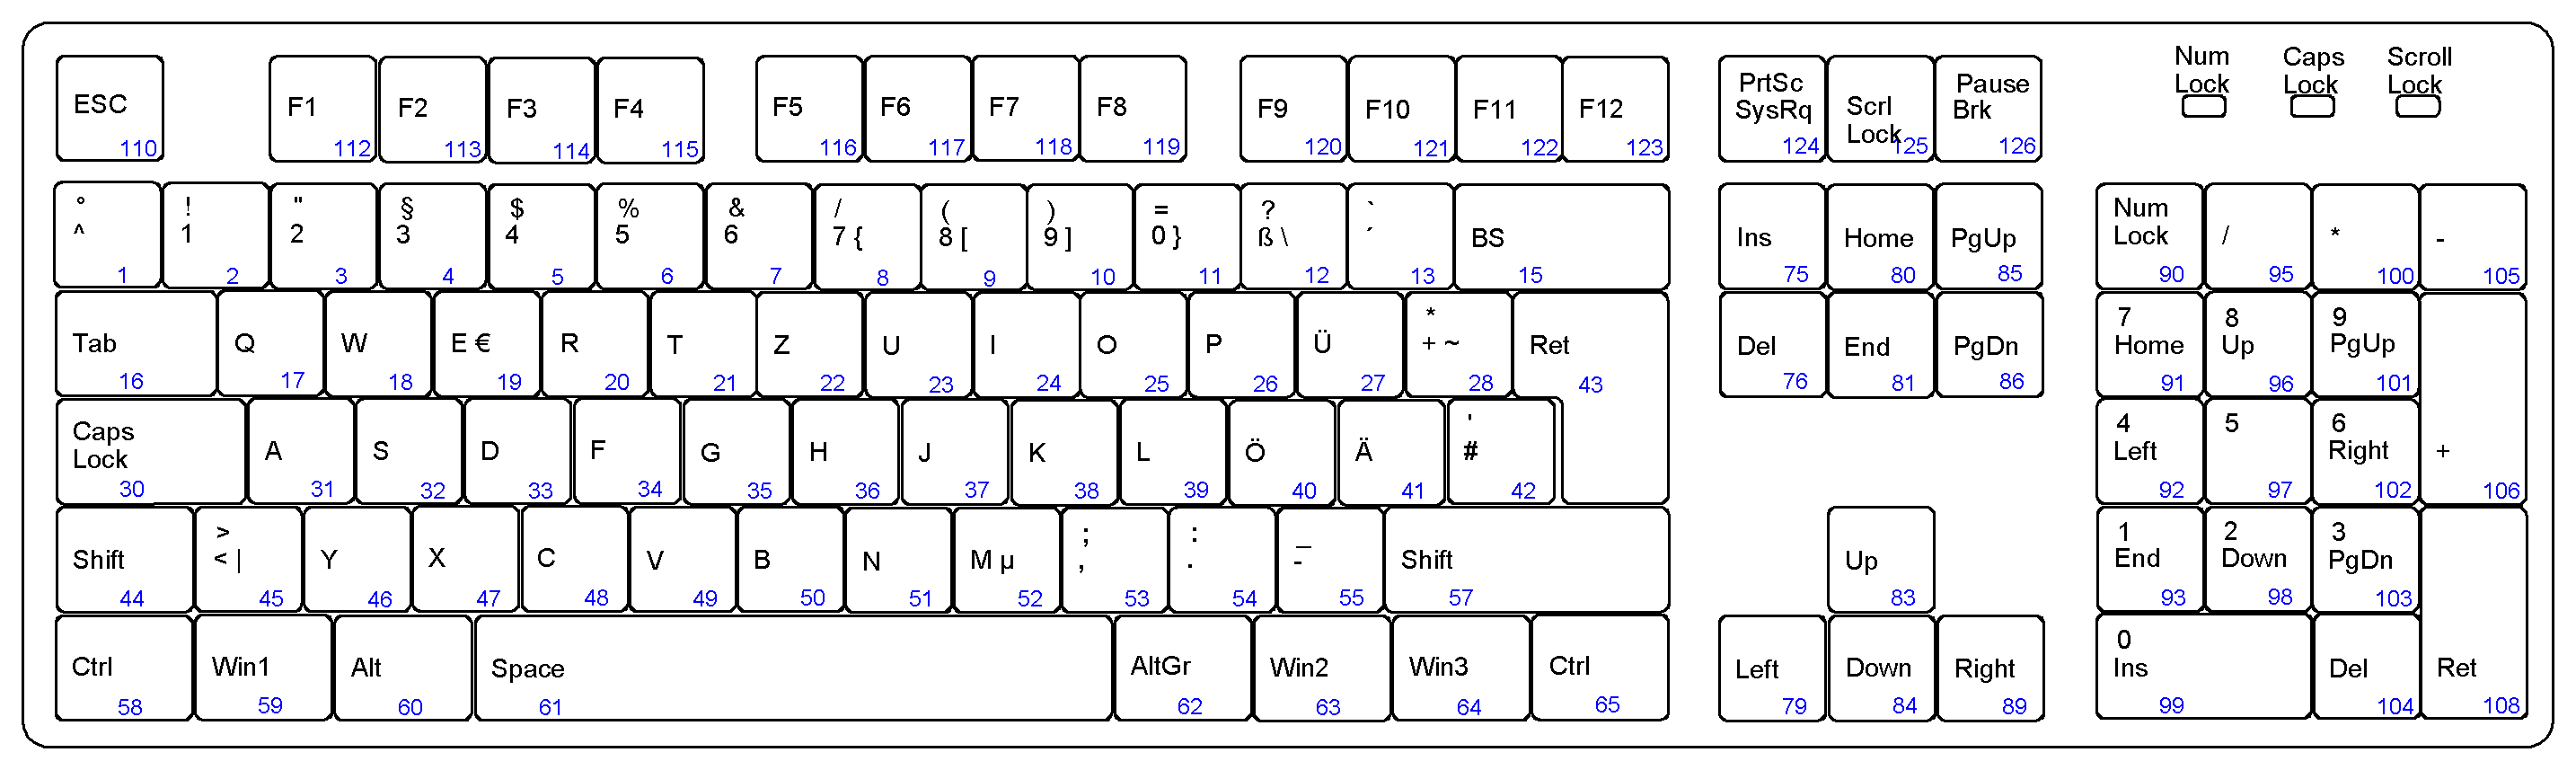 Num Caps Scroll
Lock Lock Lock
ESC F1 F2 F3 F4 F5 F6 F7 F8 F9 F10 F11 F12 PrtSc SysRq Scrl Lock Pause Brk
110 112 113 114 115 116 117 118 119 120 121 122 123 124 125 126
° ! " § $ % & / ( ) = ? `
^ 1 2 3 4 5 6 7 { 8 [ 9 ] 0 } ß \ ´ BS Ins Home PgUp Num Lock / * -
1 2 3 4 5 6 7 8 9 10 11 12 13 15 75 80 85 90 95 100 105
* 7 8 9
Tab Q W E € R T Z U I O P Ü + ~ Ret Del End PgDn Home Up PgUp
16 17 18 19 20 21 22 23 24 25 26 27 28 43 76 81 86 91 96 101
Caps ' 4 5 6
Lock A S D F G H J K L Ö Ä # Left Right +
30 31 32 33 34 35 36 37 38 39 40 41 42 92 97 102 106
> ; : _ 1 2 3
Shift < | Y X C V B N M µ , . - Shift Up End Down PgDn
44 45 46 47 48 49 50 51 52 53 54 55 57 83 93 98 103
0
Ctrl Win1 Alt Space AltGr Win2 Win3 Ctrl Left Down Right Ins Del Ret
58 59 60 61 62 63 64 65 79 84 89 99 104 108